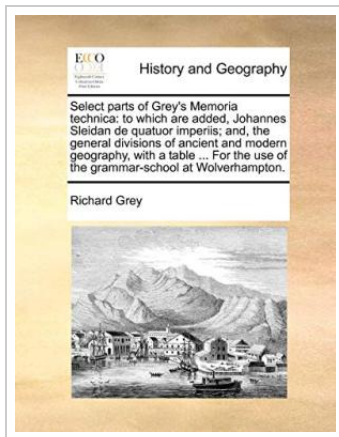 ECCO
History and Geography
Select parts of Grey's Memoria
technica: to which are added, Johannes
Sleidan de quatuor imperiis; and, the
general divisions of ancient and modern
geography, with a table ... For the use of
the grammar-school at Wolverhampton.
Richard Grey